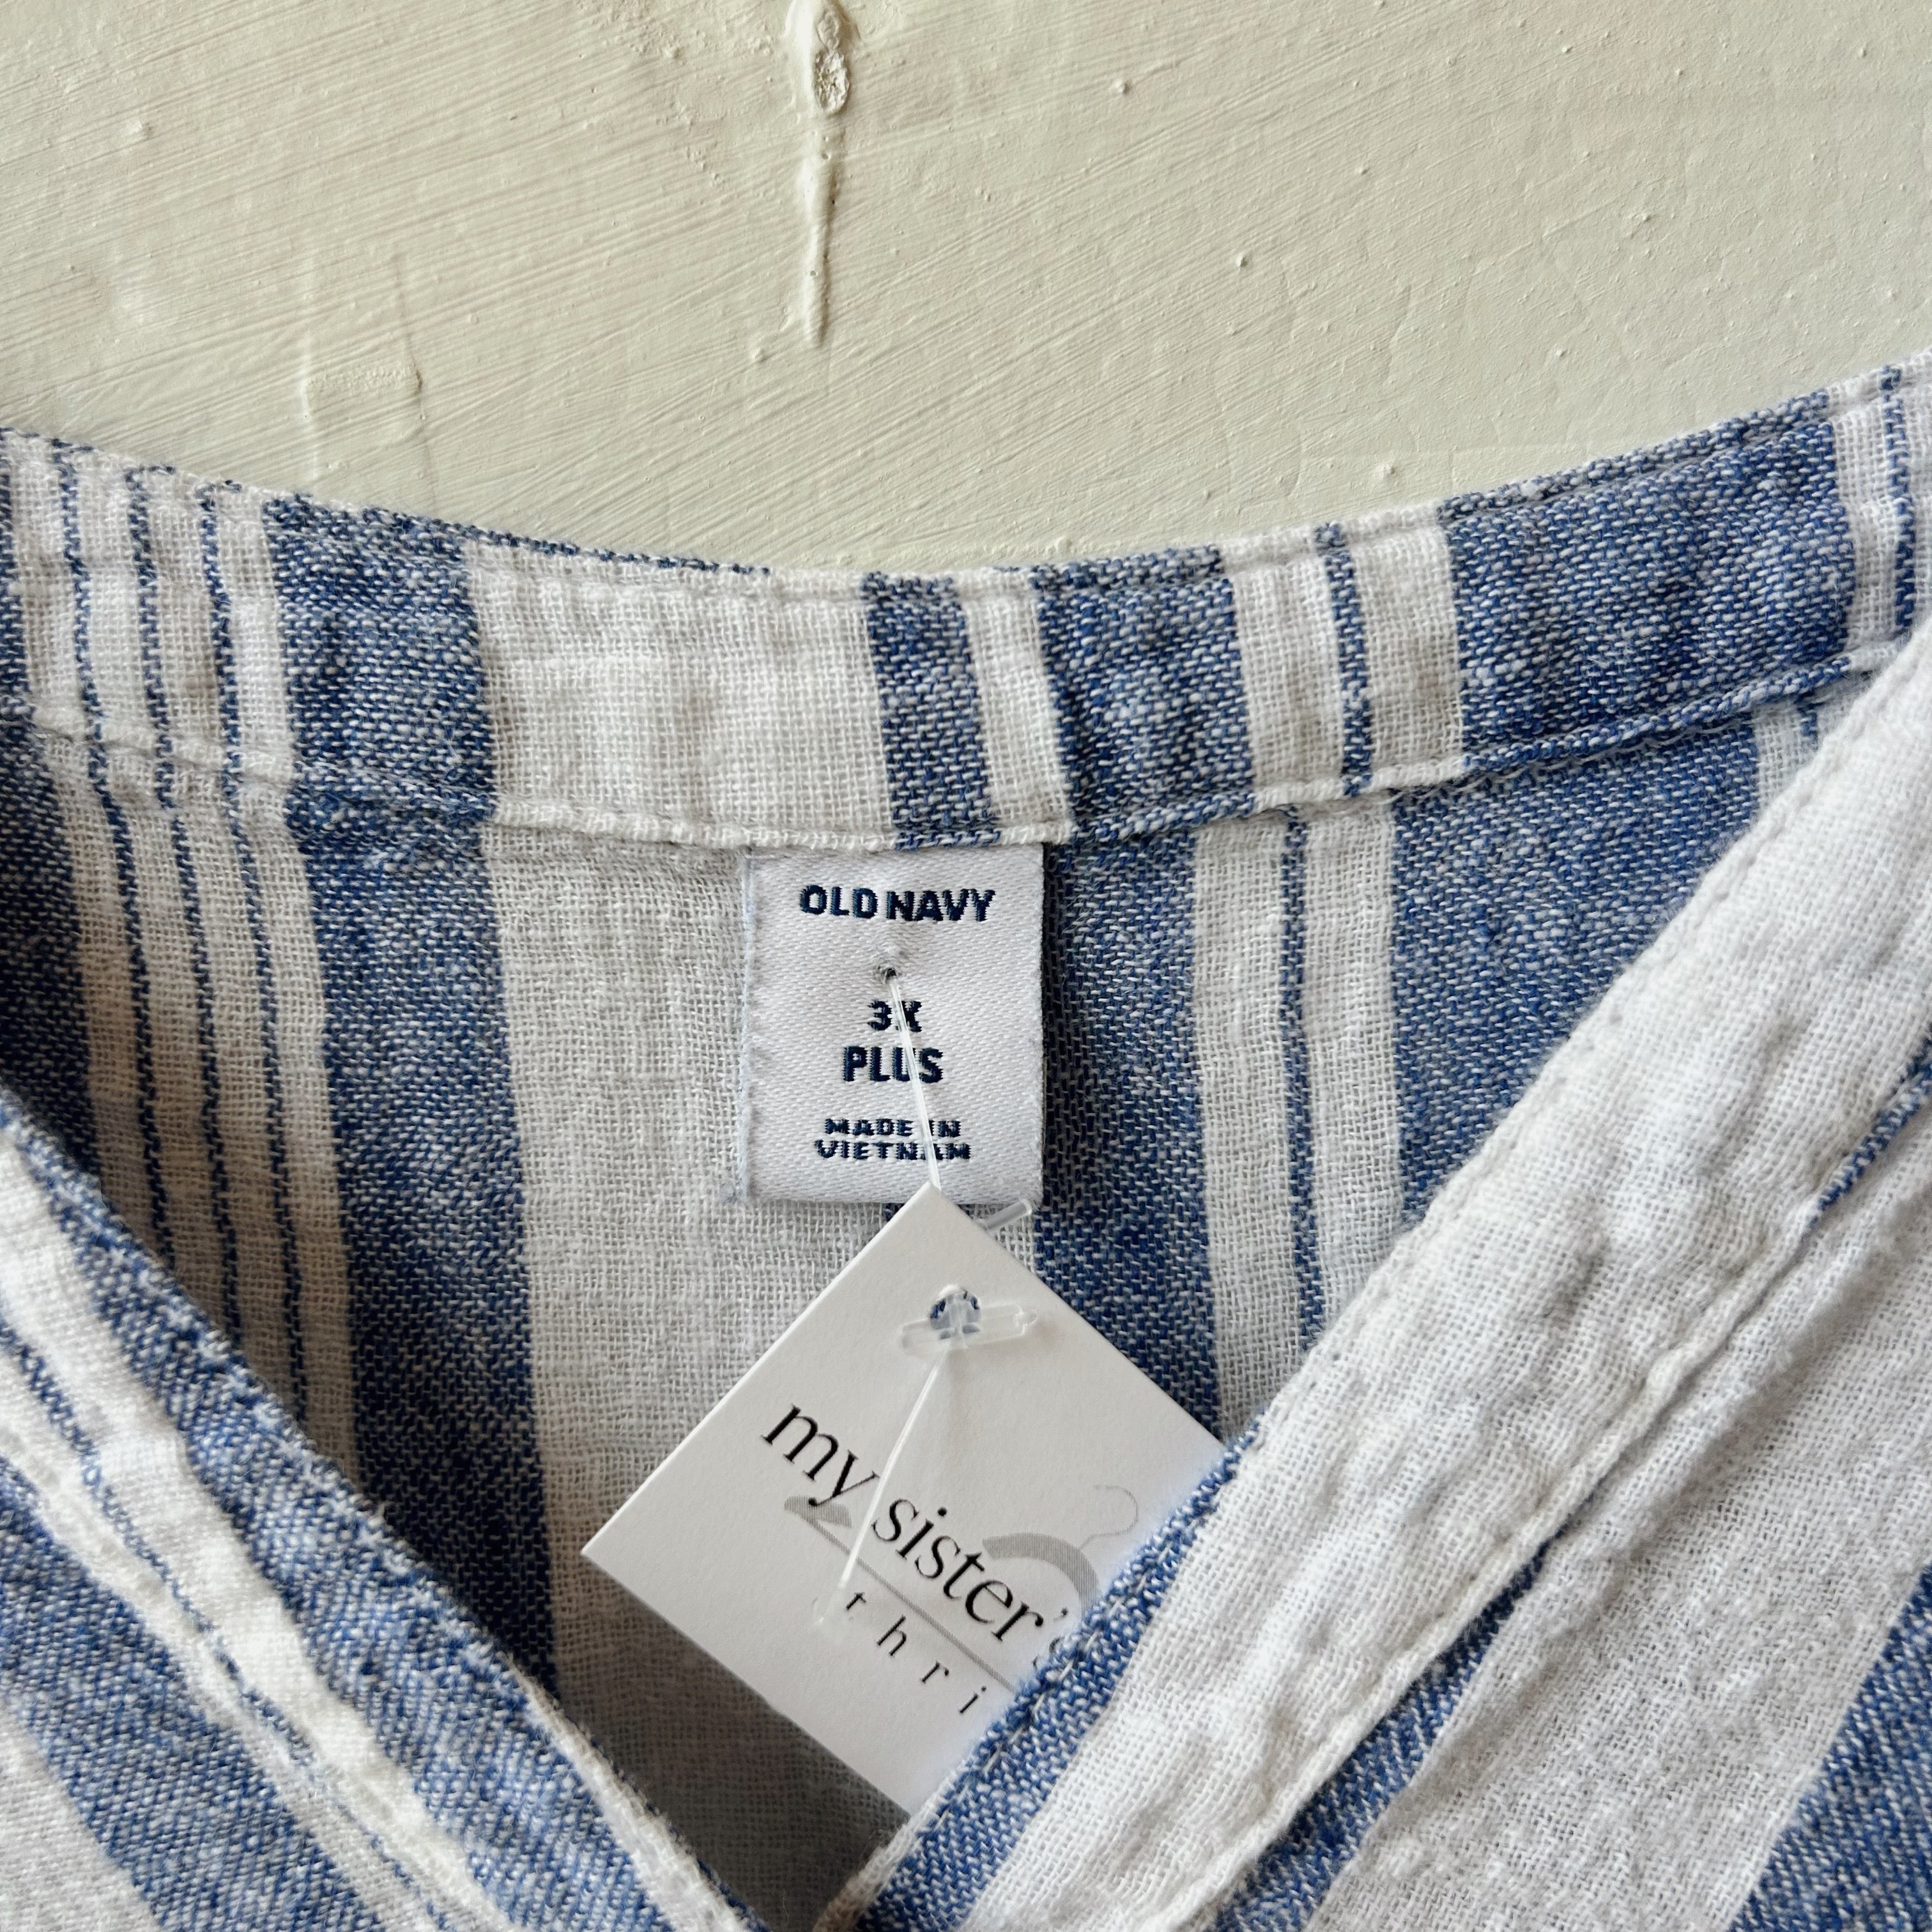 OLD NAVY
3X
PLUS
MADE IN
VIETNAM
my sister's
thri